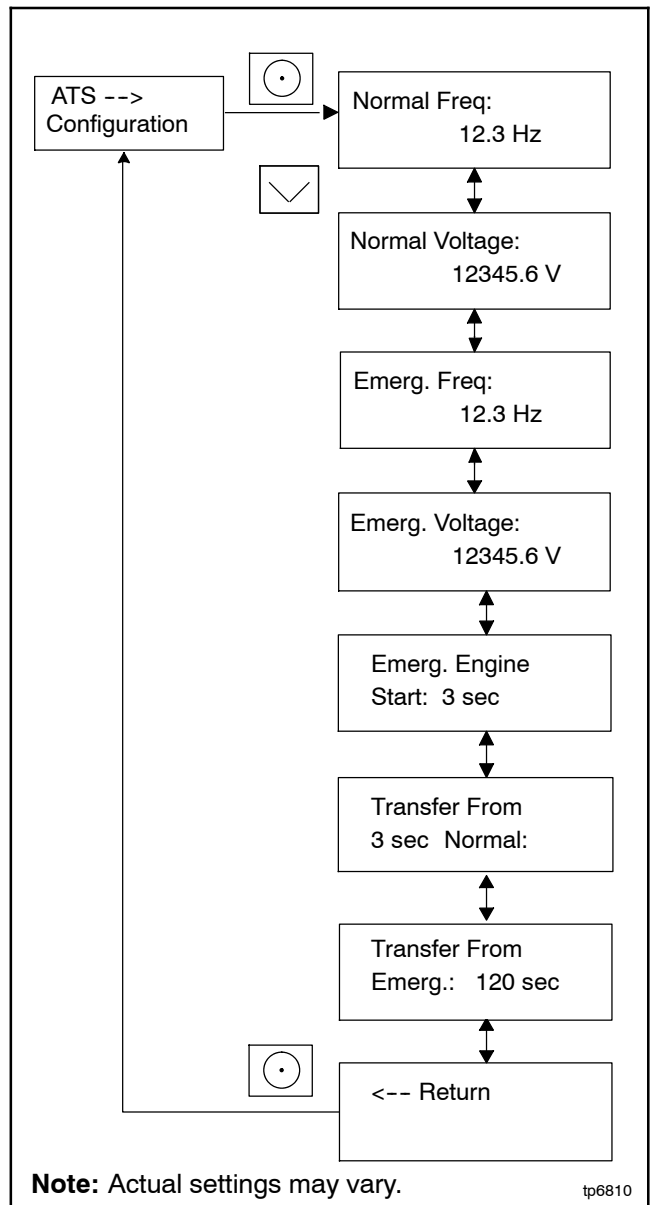 ATS -->
Configuration
Normal Freq:
12.3 Hz
Normal Voltage:
12345.6 V
Emerg. Freq:
12.3 Hz
Emerg. Voltage:
12345.6 V
Emerg. Engine
Start: 3 sec
Transfer From
3 sec Normal:
Transfer From
Emerg.: 120 sec
<-- Return
Note: Actual settings may vary.
tp6810